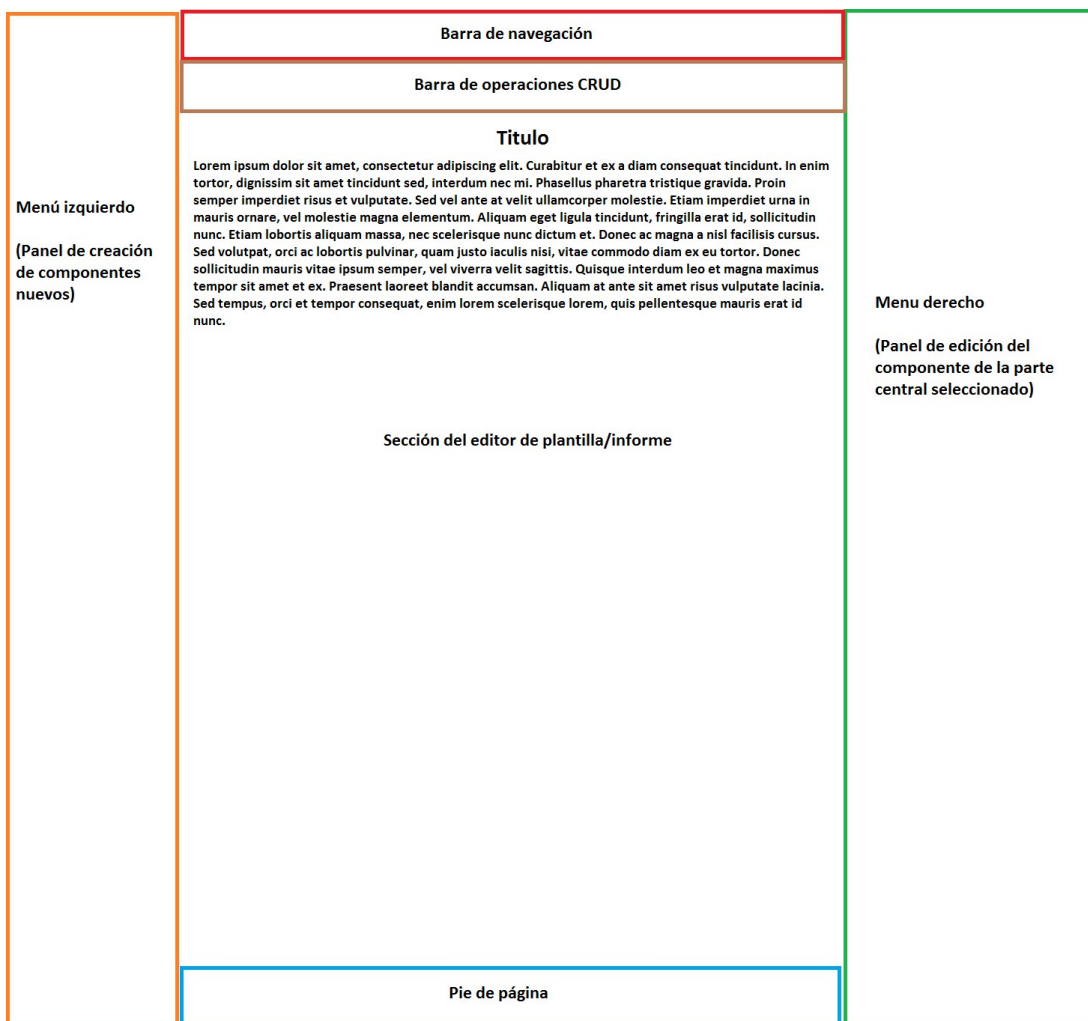 Barra de navegación
Barra de operaciones CRUD
Titulo
Lorem ipsum dolor sit amet, consectetur adipiscing elit. Curabitur et ex a diam consequat tincidunt. In enim
tortor, dignissim sit amet tincidunt sed, interdum nec mi. Phasellus pharetra tristique gravida. Proin
semper imperdiet risus et vulputate. Sed vel ante at velit ullamcorper molestie. Etiam imperdiet urna in
mauris ornare, vel molestie magna elementum. Aliquam eget ligula tincidunt, fringilla erat id, sollicitudin
nunc. Etiam lobortis aliquam massa, nec scelerisque nunc dictum et. Donec ac magna a nisl facilisis cursus.
Sed volutpat, orci ac lobortis pulvinar, quam justo iaculis nisi, vitae commodo diam ex eu tortor. Donec
sollicitudin mauris vitae ipsum semper, vel viverra velit sagittis. Quisque interdum leo et magna maximus
tempor sit amet et ex. Praesent laoreet blandit accumsan. Aliquam at ante sit amet risus vulputate lacinia.
Sed tempus, orci et tempor consequat, enim lorem scelerisque lorem, quis pellentesque mauris erat id
nunc.
Menú izquierdo
(Panel de creación
de componentes
nuevos)
Menu derecho
(Panel de edición del
componente de la parte
central seleccionado)
Sección del editor de plantilla/informe
Pie de página